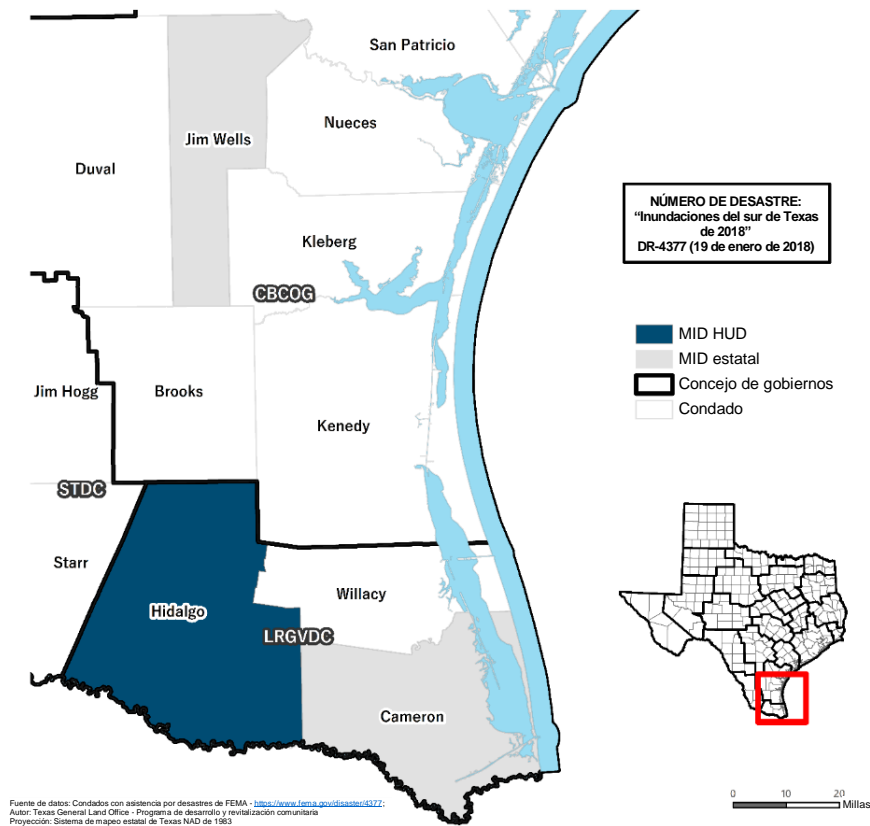 San Patricio
Nueces
Jim Wells
Duval
Kleberg
CBCOG
Jim Hogg
Brooks
Kenedy
STDC
Starr
Hidalgo
Willacy
LRGVDC
Cameron
NÚMERO DE DESASTRE:
“Inundaciones del sur de Texas
de 2018”
DR-4377 (19 de enero de 2018)
MID HUD
MID estatal
Concejo de gobiernos
Condado
0 10 20
Millas
Fuente de datos: Condados con asistencia por desastres de FEMA - https://www.fema.gov/disaster/4377;
Autor: Texas General Land Office - Programa de desarrollo y revitalización comunitaria
Proyección: Sistema de mapeo estatal de Texas NAD de 1983